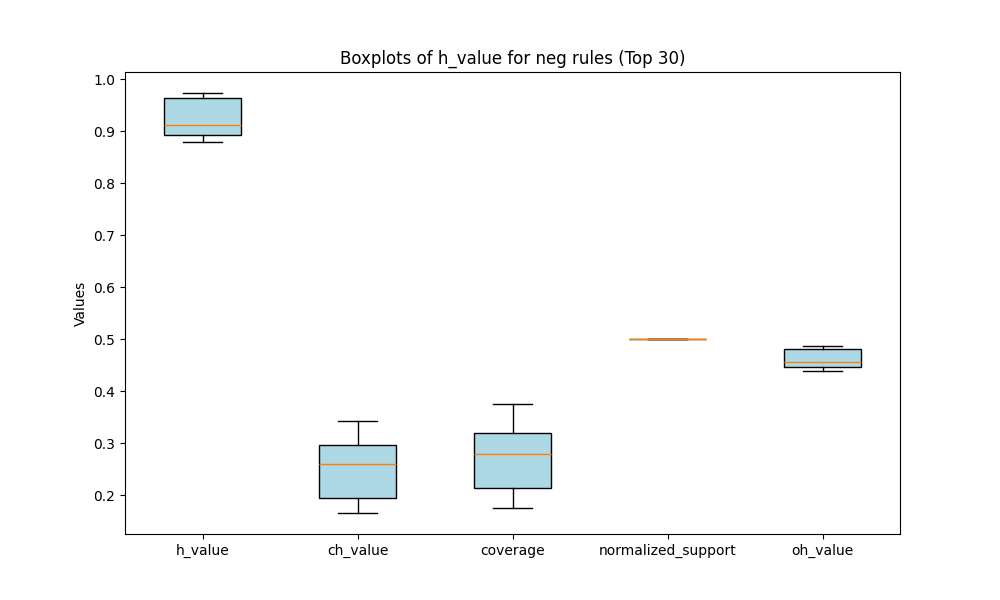 Boxplots of h_value for neg rules (Top 30)
Values
1.0
0.9
0.8
0.7
0.6
0.5
0.4
0.3
0.2
h_value
ch_value
coverage
normalized_support
oh_value